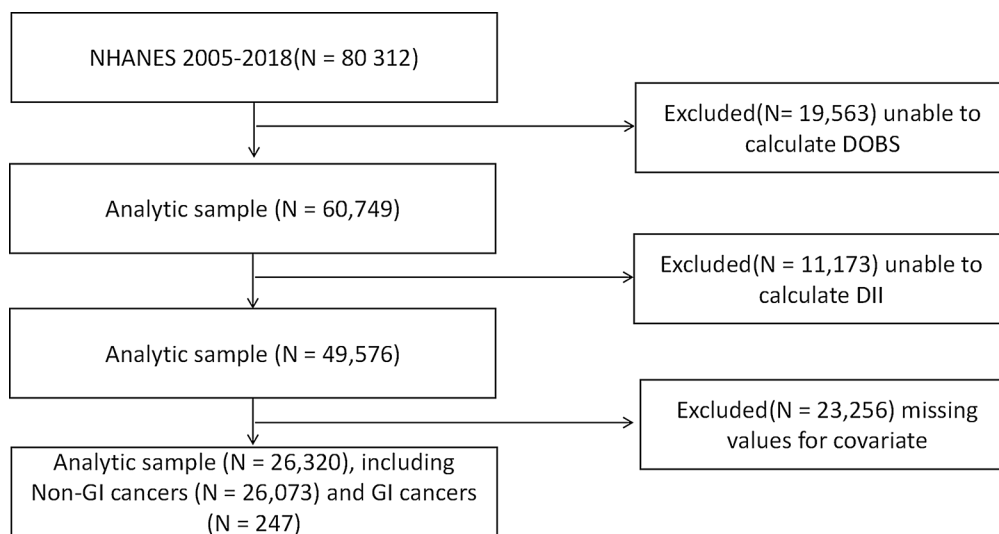 NHANES 2005-2018(N = 80 312)
Excluded(N= 19,563) unable to
calculate DOBS
Analytic sample (N = 60,749)
Excluded(N = 11,173) unable to
calculate DII
Analytic sample (N = 49,576)
Excluded(N = 23,256) missing
values for covariate
Analytic sample (N = 26,320), including
Non-GI cancers (N = 26,073) and GI cancers
(N = 247)